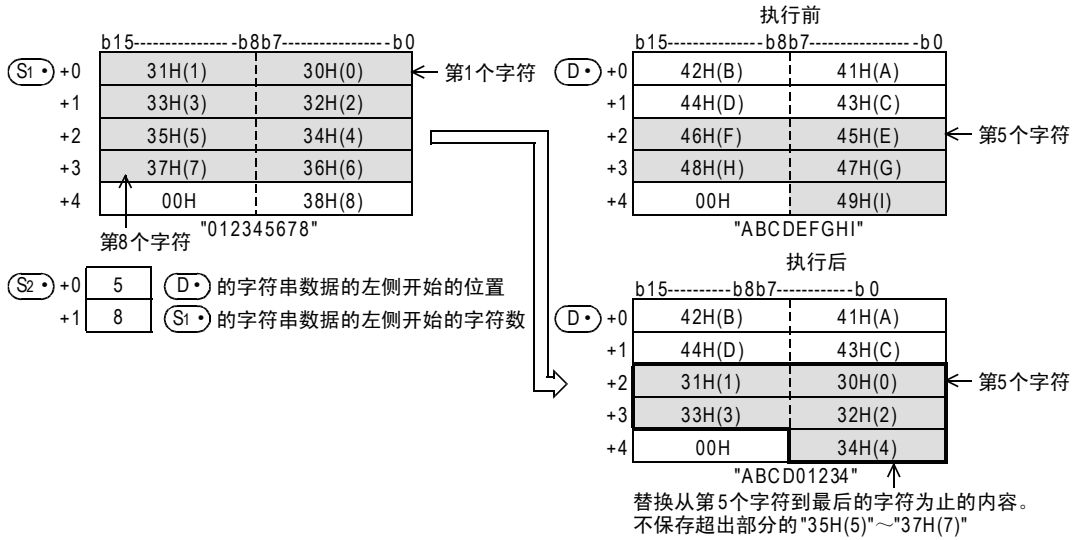 b15--------------- -b8b7----------------b0
S1・ +0 31H(1) 30H(0) 第1个字符
+1 33H(3) 32H(2)
+2 35H(5) 34H(4)
+3 37H(7) 36H(6)
+4 00H 38H(8)
"012345678"
第8个字符
S2・ +0 5 D・ 的字符串数据的左侧开始的位置
+1 8 S1・ 的字符串数据的左侧开始的字符数
执行前
b15--------------b8b7----------------b0
D・ +0 42H(B) 41H(A)
+1 44H(D) 43H(C)
+2 46H(F) 45H(E) 第5个字符
+3 48H(H) 47H(G)
+4 00H 49H(I)
"ABCDEFGHI"
执行后
b15----------b8b7-----------b0
D・ +0 42H(B) 41H(A)
+1 44H(D) 43H(C)
+2 31H(1) 30H(0) 第5个字符
+3 33H(3) 32H(2)
+4 00H 34H(4)
"ABCD01234"
替换从第5个字符到最后的字符为止的内容。
不保存超出部分的"35H(5)"～"37H(7)"